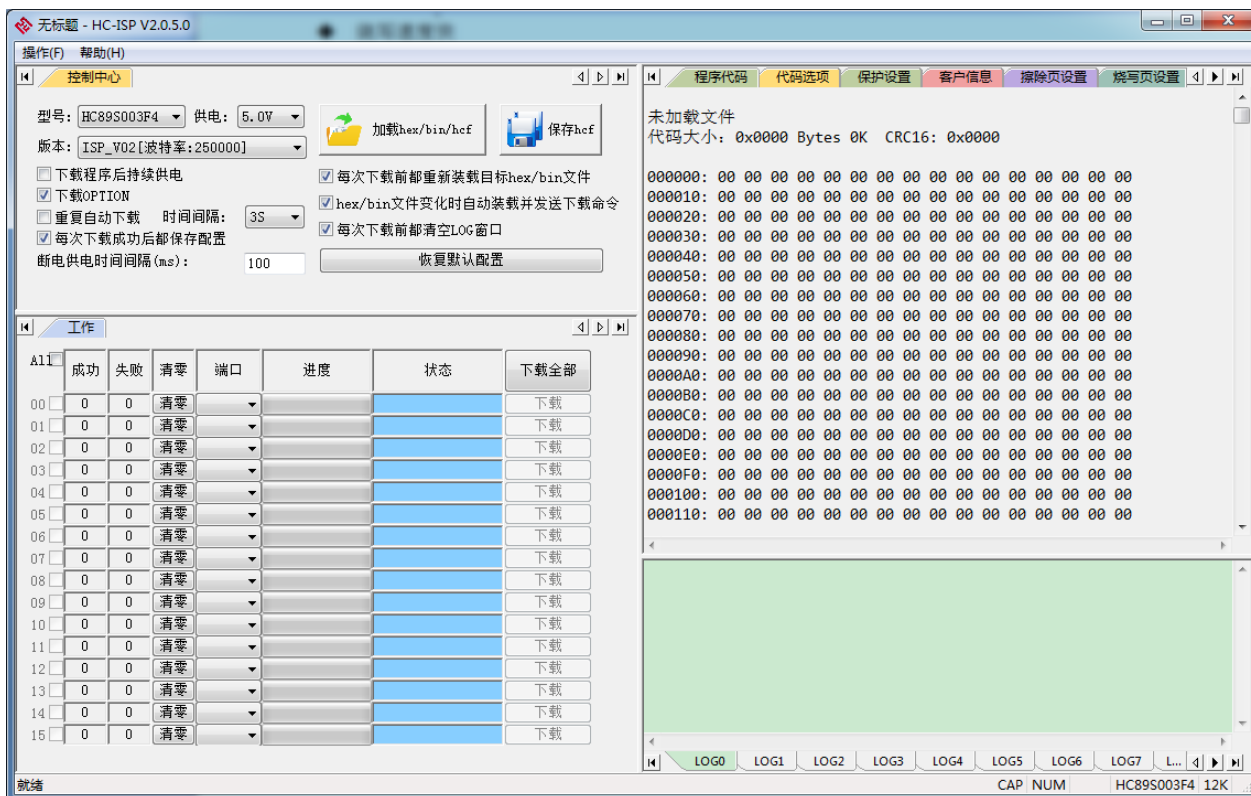 无标题 - HC-ISP V2.0.5.0
操作(F) 帮助(H)
控制中心
型号: HC89S003F4 供电: 5.0V
版本: ISP_V02[波特率:250000]
加载hex/bin/hcf
保存hcf
下载程序后持续供电
下载OPTION
重复自动下载 时间间隔: 3S
每次下载成功后都保存配置
断电供电时间间隔(ms): 100
每次下载前都重新装载目标hex/bin文件
hex/bin文件变化时自动装载并发送下载命令
每次下载前都清空LOG窗口
恢复默认配置
工作
All 成功 失败 清零 端口 进度 状态 下载全部
00 0 0 清零 下载
01 0 0 清零 下载
02 0 0 清零 下载
03 0 0 清零 下载
04 0 0 清零 下载
05 0 0 清零 下载
06 0 0 清零 下载
07 0 0 清零 下载
08 0 0 清零 下载
09 0 0 清零 下载
10 0 0 清零 下载
11 0 0 清零 下载
12 0 0 清零 下载
13 0 0 清零 下载
14 0 0 清零 下载
15 0 0 清零 下载
程序代码 代码选项 保护设置 客户信息 擦除页设置 烧写页设置
未加载文件
代码大小: 0x0000 Bytes 0K CRC16: 0x0000
000000: 00 00 00 00 00 00 00 00 00 00 00 00 00 00 00 00
000010: 00 00 00 00 00 00 00 00 00 00 00 00 00 00 00 00
000020: 00 00 00 00 00 00 00 00 00 00 00 00 00 00 00 00
000030: 00 00 00 00 00 00 00 00 00 00 00 00 00 00 00 00
000040: 00 00 00 00 00 00 00 00 00 00 00 00 00 00 00 00
000050: 00 00 00 00 00 00 00 00 00 00 00 00 00 00 00 00
000060: 00 00 00 00 00 00 00 00 00 00 00 00 00 00 00 00
000070: 00 00 00 00 00 00 00 00 00 00 00 00 00 00 00 00
000080: 00 00 00 00 00 00 00 00 00 00 00 00 00 00 00 00
000090: 00 00 00 00 00 00 00 00 00 00 00 00 00 00 00 00
0000A0: 00 00 00 00 00 00 00 00 00 00 00 00 00 00 00 00
0000B0: 00 00 00 00 00 00 00 00 00 00 00 00 00 00 00 00
0000C0: 00 00 00 00 00 00 00 00 00 00 00 00 00 00 00 00
0000D0: 00 00 00 00 00 00 00 00 00 00 00 00 00 00 00 00
0000E0: 00 00 00 00 00 00 00 00 00 00 00 00 00 00 00 00
0000F0: 00 00 00 00 00 00 00 00 00 00 00 00 00 00 00 00
000100: 00 00 00 00 00 00 00 00 00 00 00 00 00 00 00 00
000110: 00 00 00 00 00 00 00 00 00 00 00 00 00 00 00 00
LOG0 LOG1 LOG2 LOG3 LOG4 LOG5 LOG6 LOG7 L...
就绪 CAP NUM HC89S003F4 12K